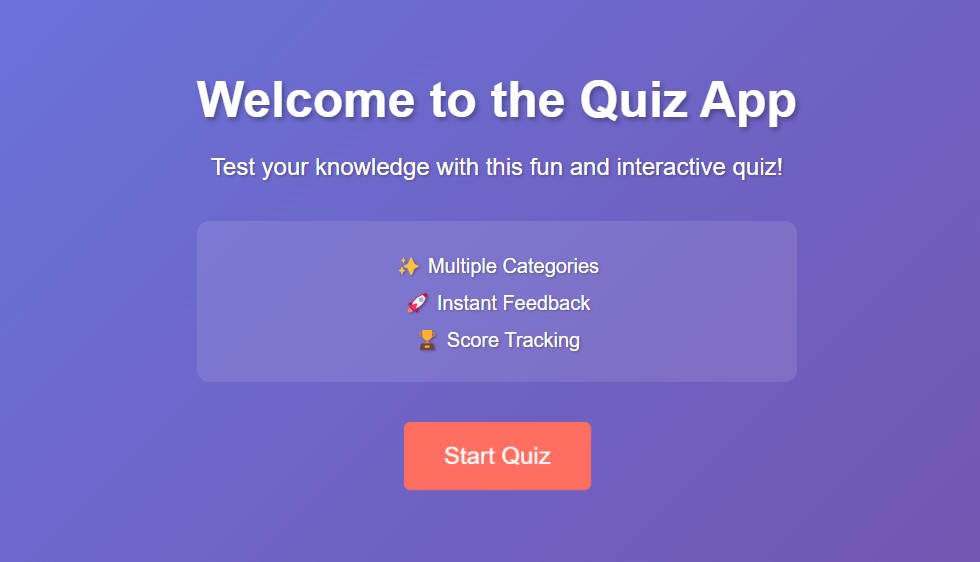 Welcome to the Quiz App
Test your knowledge with this fun and interactive quiz!
✨ Multiple Categories
🚀 Instant Feedback
🏆 Score Tracking
Start Quiz